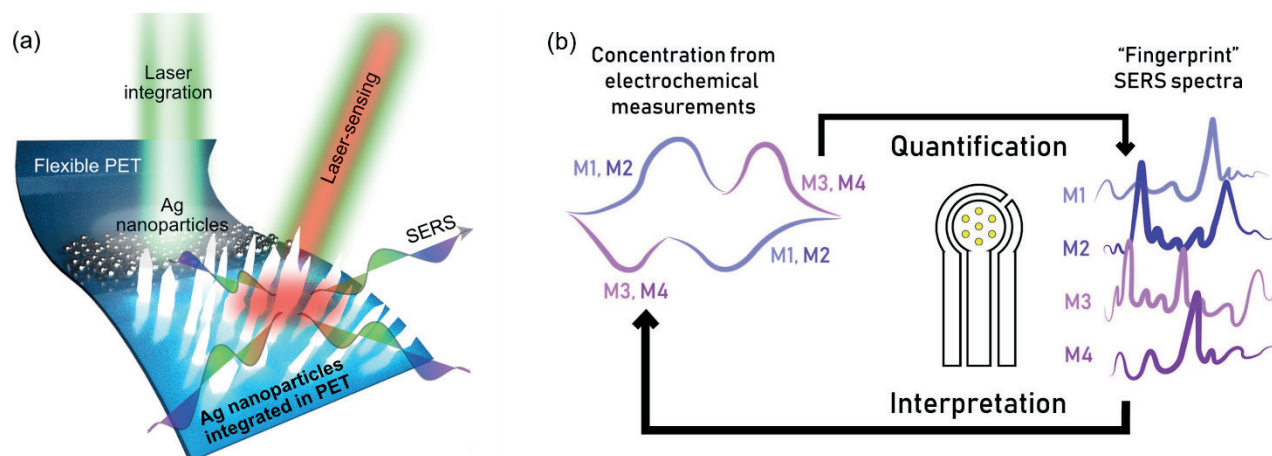 (a)
Laser
integration
Laser-sensing
Flexible PET
Ag
nanoparticles
SERS
Ag nanoparticles
integrated in PET
(b)
Concentration from
electrochemical
measurements
"Fingerprint"
SERS spectra
Quantification
M1, M2
M3, M4
M1, M2
M3, M4
M1
M2
M3
M4
Interpretation